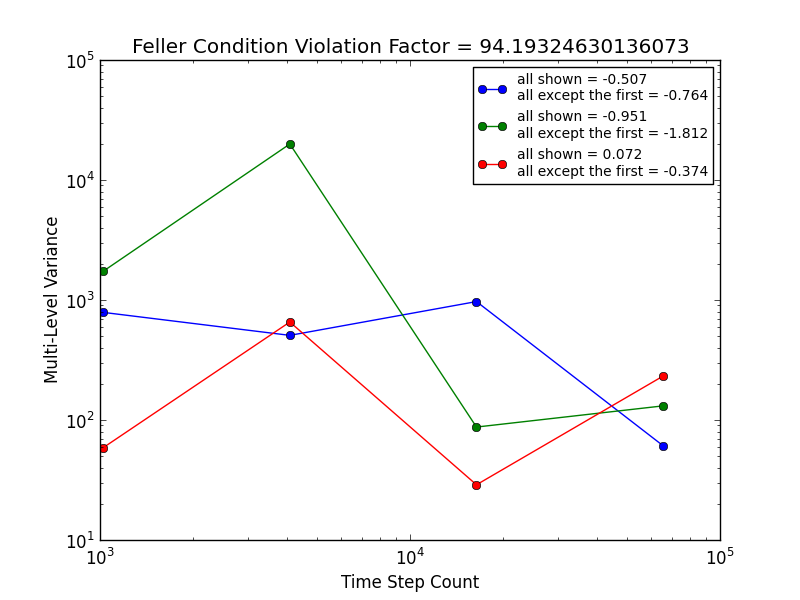 Feller Condition Violation Factor = 94.19324630136073
all shown = -0.507
all except the first = -0.764
all shown = -0.951
all except the first = -1.812
all shown = 0.072
all except the first = -0.374
Multi-Level Variance
10^5
10^4
10^3
10^2
10^1
10^3
10^4
10^5
Time Step Count